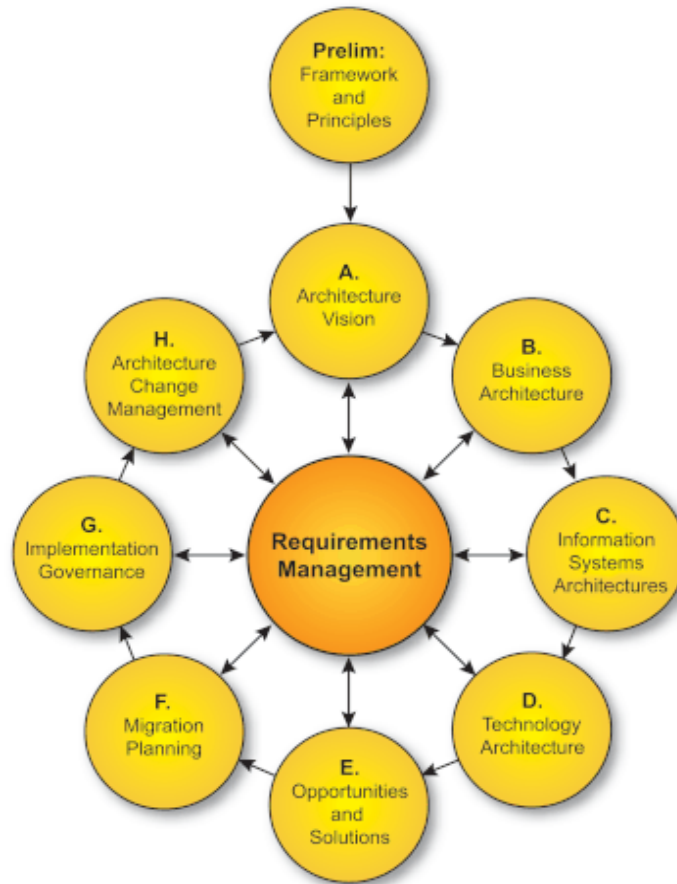 Prelim:
Framework
and
Principles
A.
Architecture
Vision
B.
Business
Architecture
C.
Information
Systems
Architectures
D.
Technology
Architecture
E.
Opportunities
and
Solutions
F.
Migration
Planning
G.
Implementation
Governance
H.
Architecture
Change
Management
Requirements
Management